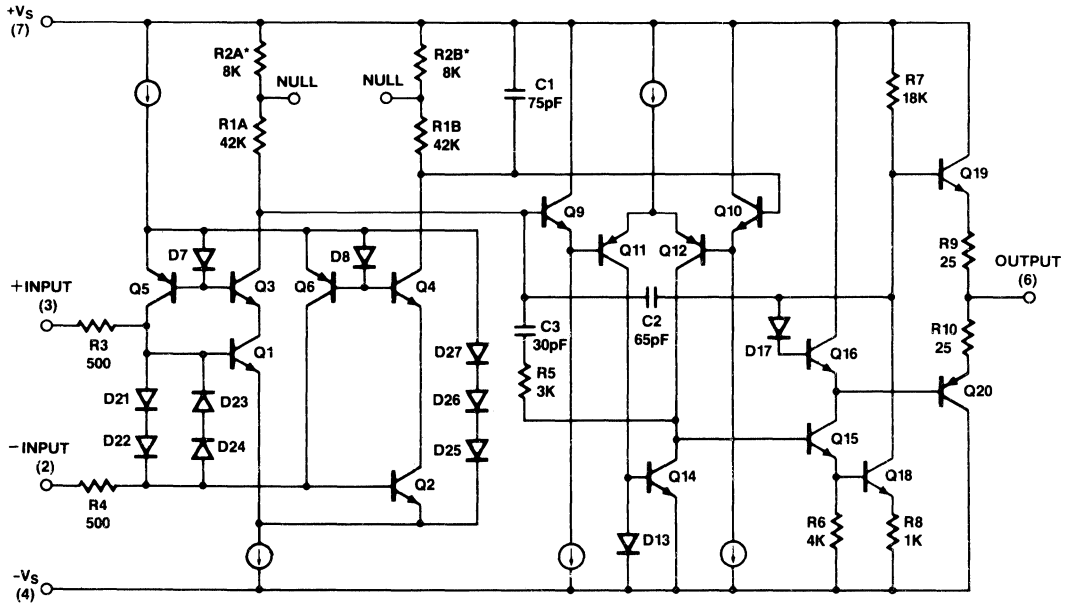 +VS
(7)
R2A*
8K
NULL
R1A
42K
NULL
R2B*
8K
R1B
42K
C1
75pF
R7
18K
Q19
Q9
Q10
Q11
Q12
D7
D8
Q5
Q3
Q6
Q4
R9
25
OUTPUT
(6)
+INPUT
(3)
R3
500
Q1
C3
30pF
C2
65pF
D17
Q16
R10
25
D27
D21
D23
D26
R5
3K
Q20
D22
D24
D25
Q15
−INPUT
(2)
R4
500
Q2
Q14
Q18
D13
R6
4K
R8
1K
−VS
(4)